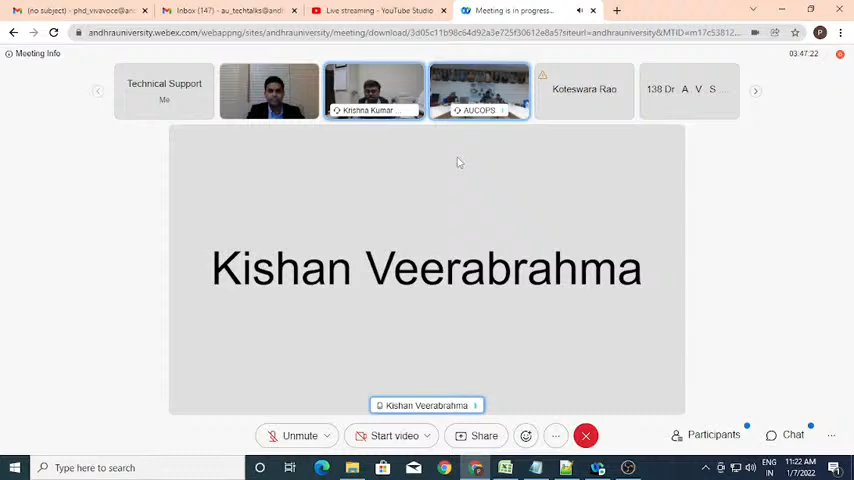 (no subject) - phd_vivavoce@an
Inbox (147) - au_techtalks@and
Live streaming - YouTube Studio
Meeting is in progress...
andhrauniversity.webex.com/webappng/sites/andhrauniversity/meeting/download/3d05c11b98c64d92a3e725f30612e8a5?siteurl=andhrauniversity&MTID=m17c53812...
P
Meeting Info
03:47:22
Technical Support
Me
Krishna Kumar ...
AUCOPS
Koteswara Rao
138 Dr . A . V . S ...
Kishan Veerabrahma
Kishan Veerabrahma
Unmute
Start video
Share
Participants
Chat
Type here to search
ENG
IN
11:22 AM
1/7/2022